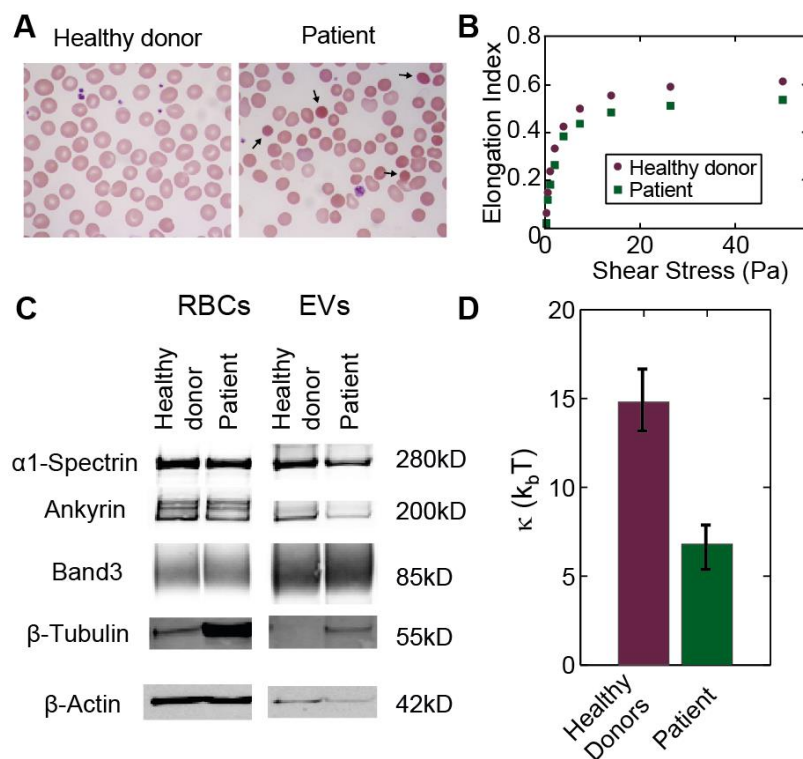 A
Healthy donor
Patient
B
Elongation Index
0.8
0.6
0.4
0.2
0
Healthy donor
Patient
0
20
40
Shear Stress (Pa)
C
RBCs
EVs
Healthy
donor
Patient
Healthy
donor
Patient
α1-Spectrin
280kD
Ankyrin
200kD
Band3
85kD
β-Tubulin
55kD
β-Actin
42kD
D
κ (kbT)
20
15
10
5
0
Healthy
Donors
Patient